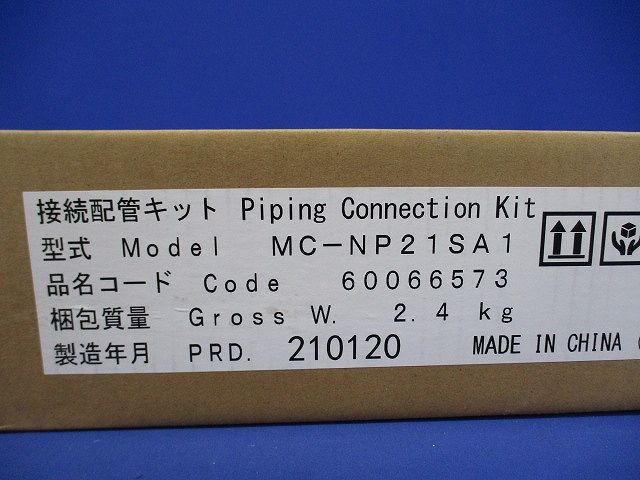 接続配管キット Piping Connection Kit
型式 Model MC-NP21SA1
品名コード Code 60066573
梱包質量 Gross W. 2.4 kg
製造年月 PRD. 210120 MADE IN CHINA